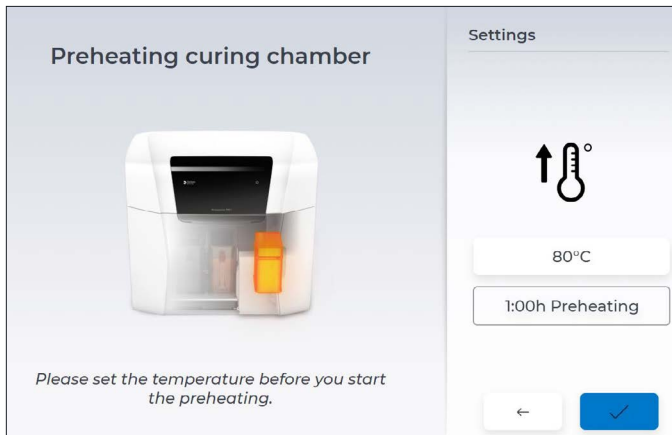 Preheating curing chamber
Please set the temperature before you start
the preheating.
Settings
80°C
1:00h Preheating